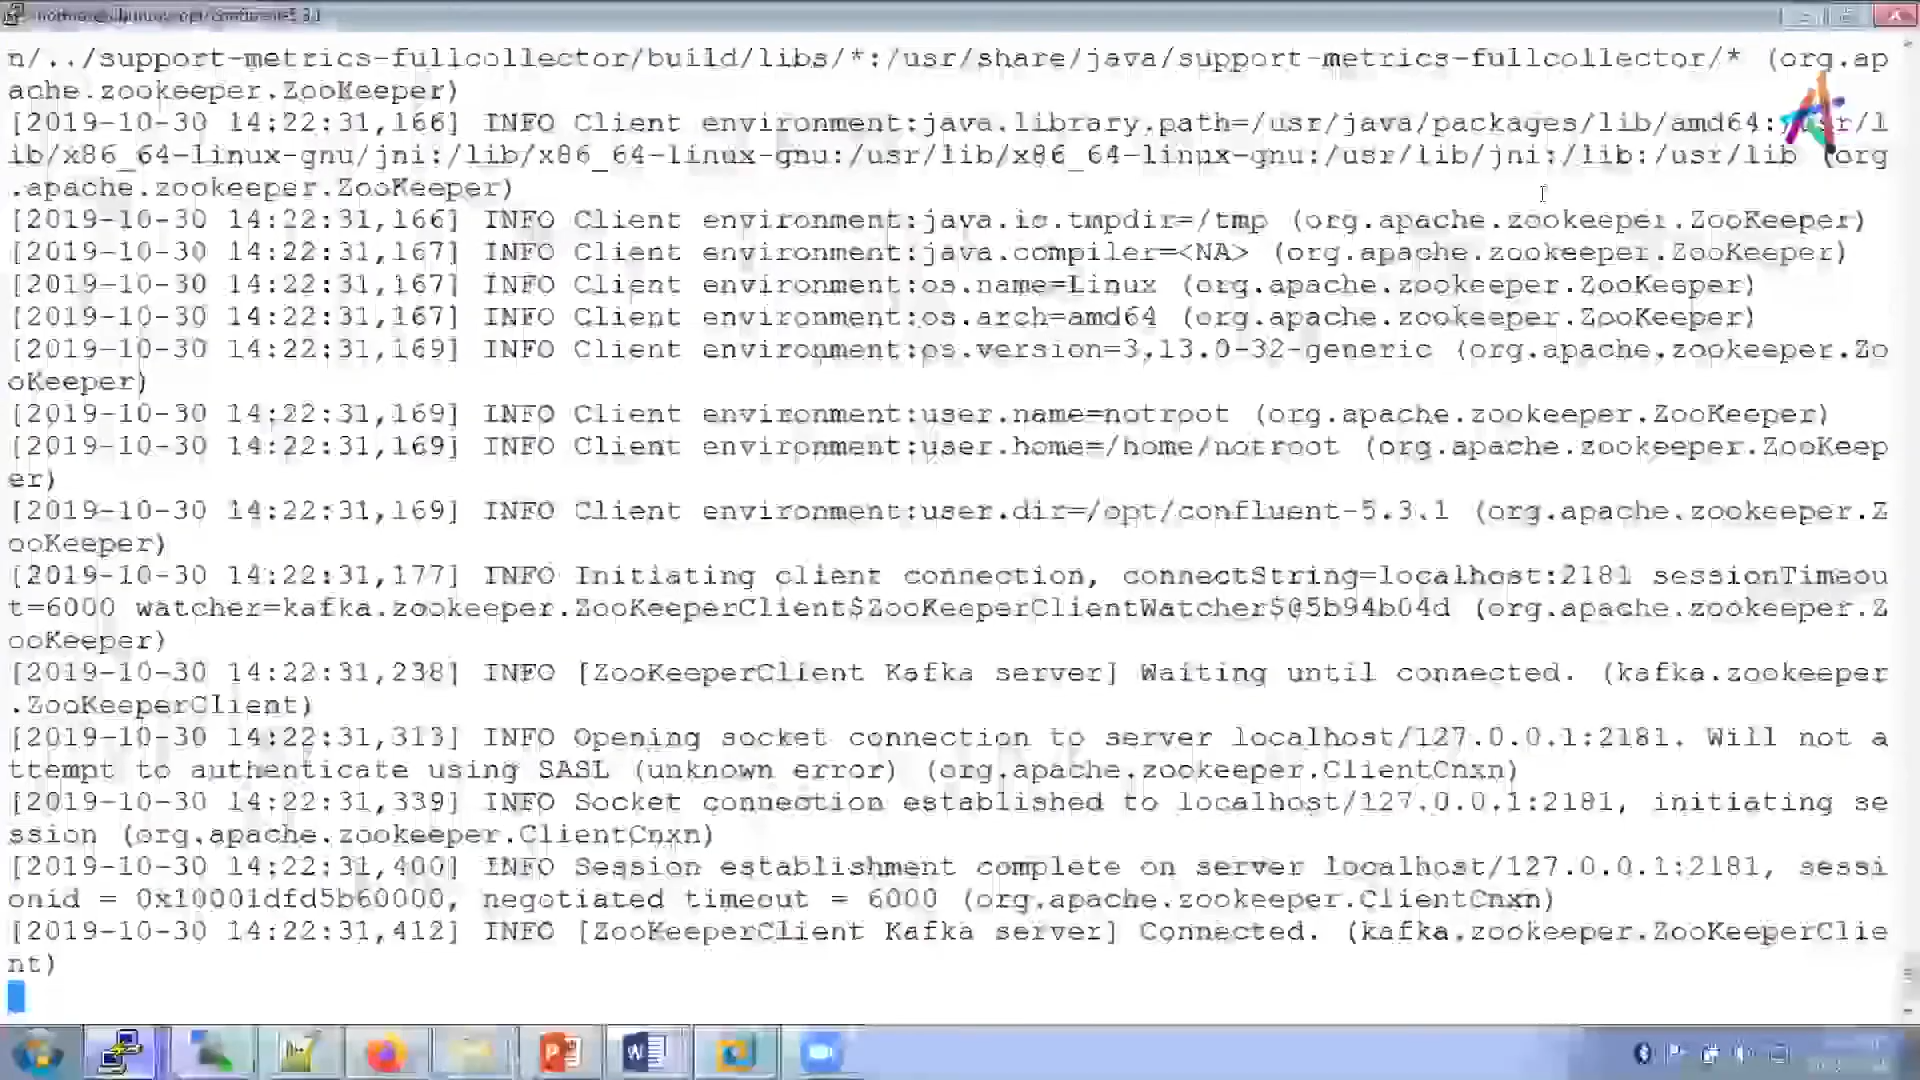 n/../support-metrics-fullcollector/build/libs/*:/usr/share/java/support-metrics-fullcollector/* (org.ap
ache.zookeeper.ZooKeeper)
[2019-10-30 14:22:31,166] INFO Client environment:java.library.path=/usr/java/packages/lib/amd64:/usr/l
ib/x86_64-linux-gnu/jni:/lib/x86_64-linux-gnu:/usr/lib/x86_64-linux-gnu:/usr/lib/jni:/lib:/usr/lib (org
.apache.zookeeper.ZooKeeper)
[2019-10-30 14:22:31,166] INFO Client environment:java.io.tmpdir=/tmp (org.apache.zookeeper.ZooKeeper)
[2019-10-30 14:22:31,167] INFO Client environment:java.compiler=<NA> (org.apache.zookeeper.ZooKeeper)
[2019-10-30 14:22:31,167] INFO Client environment:os.name=Linux (org.apache.zookeeper.ZooKeeper)
[2019-10-30 14:22:31,167] INFO Client environment:os.arch=amd64 (org.apache.zookeeper.ZooKeeper)
[2019-10-30 14:22:31,169] INFO Client environment:os.version=3.13.0-32-generic (org.apache.zookeeper.Zo
oKeeper)
[2019-10-30 14:22:31,169] INFO Client environment:user.name=notroot (org.apache.zookeeper.ZooKeeper)
[2019-10-30 14:22:31,169] INFO Client environment:user.home=/home/notroot (org.apache.zookeeper.ZooKeep
er)
[2019-10-30 14:22:31,169] INFO Client environment:user.dir=/opt/confluent-5.3.1 (org.apache.zookeeper.Z
ooKeeper)
[2019-10-30 14:22:31,177] INFO Initiating client connection, connectString=localhost:2181 sessionTimeou
t=6000 watcher=kafka.zookeeper.ZooKeeperClient$ZooKeeperClientWatcher$@5b94b04d (org.apache.zookeeper.Z
ooKeeper)
[2019-10-30 14:22:31,238] INFO [ZooKeeperClient Kafka server] Waiting until connected. (kafka.zookeeper
.ZooKeeperClient)
[2019-10-30 14:22:31,313] INFO Opening socket connection to server localhost/127.0.0.1:2181. Will not a
ttempt to authenticate using SASL (unknown error) (org.apache.zookeeper.ClientCnxn)
[2019-10-30 14:22:31,339] INFO Socket connection established to localhost/127.0.0.1:2181, initiating se
ssion (org.apache.zookeeper.ClientCnxn)
[2019-10-30 14:22:31,400] INFO Session establishment complete on server localhost/127.0.0.1:2181, sessi
onid = 0x10001dfd5b60000, negotiated timeout = 6000 (org.apache.zookeeper.ClientCnxn)
[2019-10-30 14:22:31,412] INFO [ZooKeeperClient Kafka server] Connected. (kafka.zookeeper.ZooKeeperClie
nt)